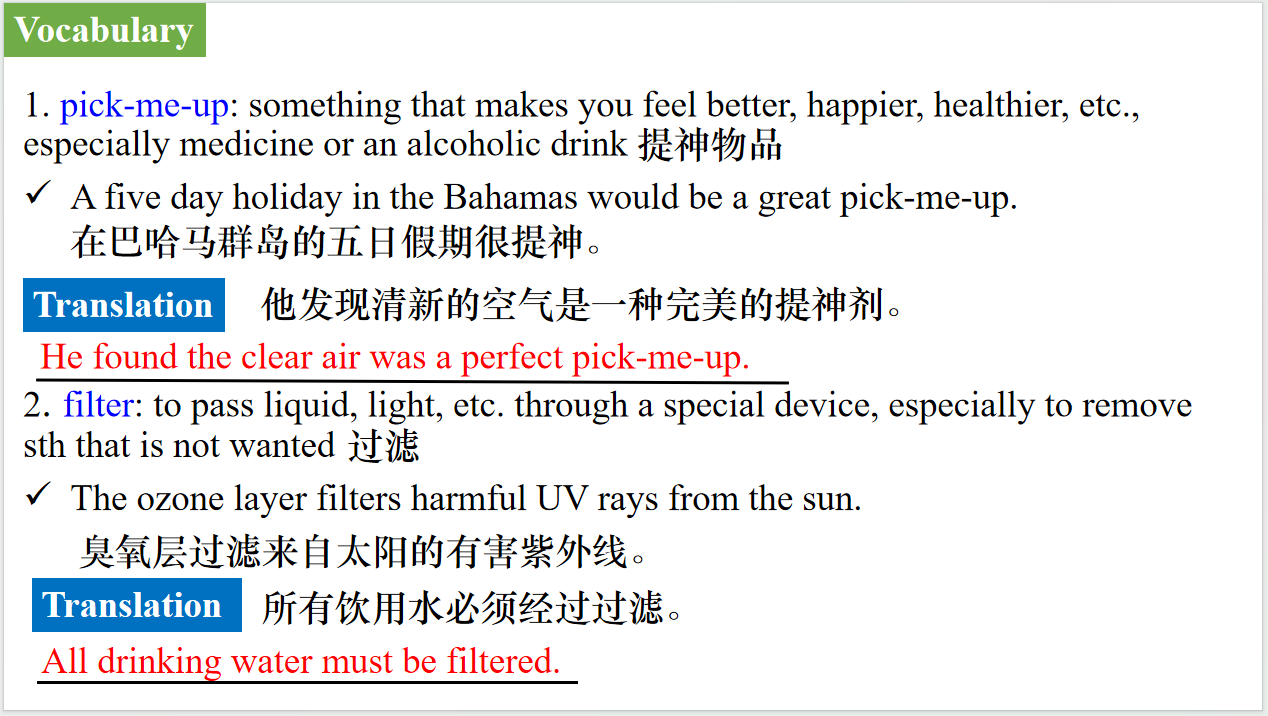 Vocabulary
1. pick-me-up: something that makes you feel better, happier, healthier, etc.,
especially medicine or an alcoholic drink 提神物品
✓ A five day holiday in the Bahamas would be a great pick-me-up.
在巴哈马群岛的五日假期很提神。
Translation 他发现清新的空气是一种完美的提神剂。
He found the clear air was a perfect pick-me-up.
2. filter: to pass liquid, light, etc. through a special device, especially to remove
sth that is not wanted 过滤
✓ The ozone layer filters harmful UV rays from the sun.
臭氧层过滤来自太阳的有害紫外线。
Translation 所有饮用水必须经过过滤。
All drinking water must be filtered.